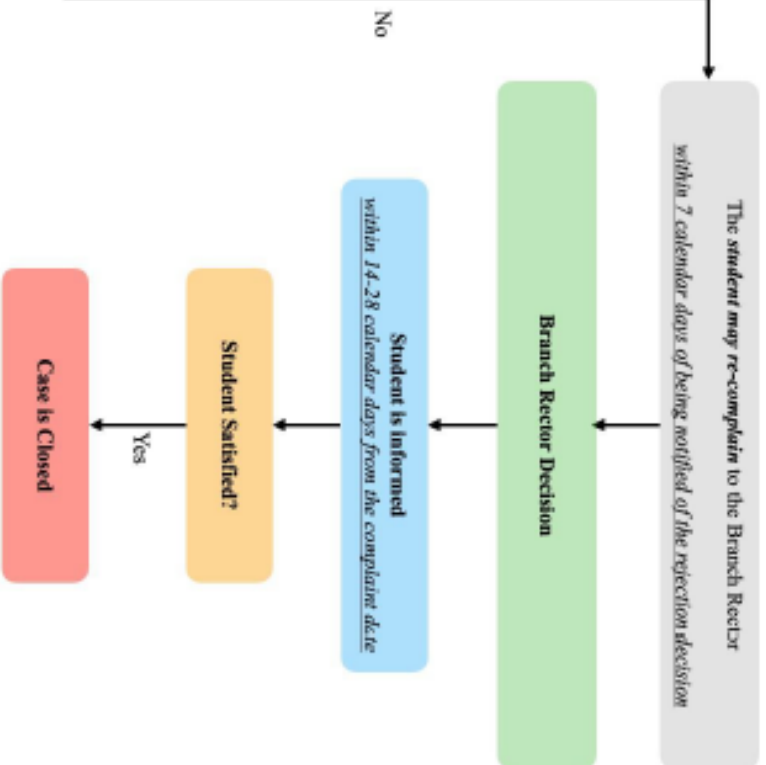 No
The student may re-complain to the Branch Rector
within 7 calendar days of being notified of the rejection decision
Branch Rector Decision
Student is informed
within 14-28 calendar days from the complaint date
Student Satisfied?
Yes
Case is Closed